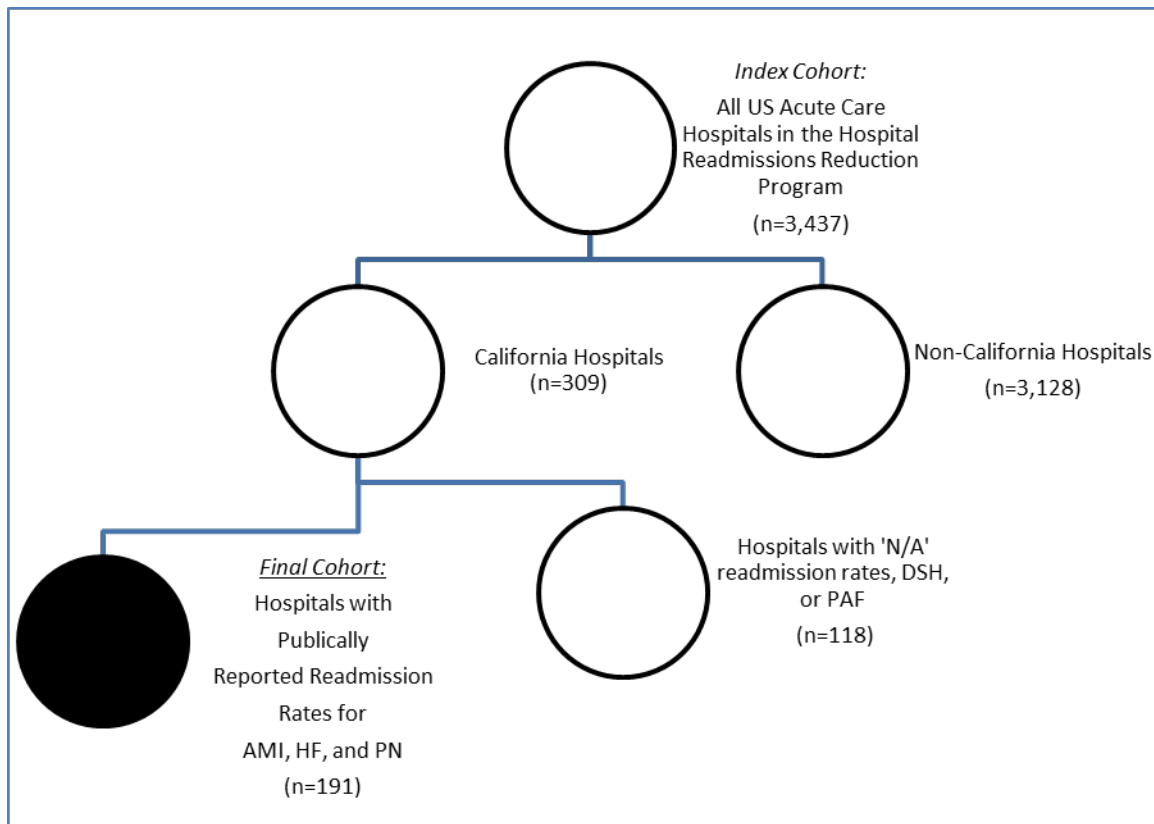 Index Cohort:
All US Acute Care
Hospitals in the Hospital
Readmissions Reduction
Program
(n=3,437)
California Hospitals
(n=309)
Non-California Hospitals
(n=3,128)
Final Cohort:
Hospitals with
Publically
Reported Readmission
Rates for
AMI, HF, and PN
(n=191)
Hospitals with 'N/A'
readmission rates, DSH,
or PAF
(n=118)